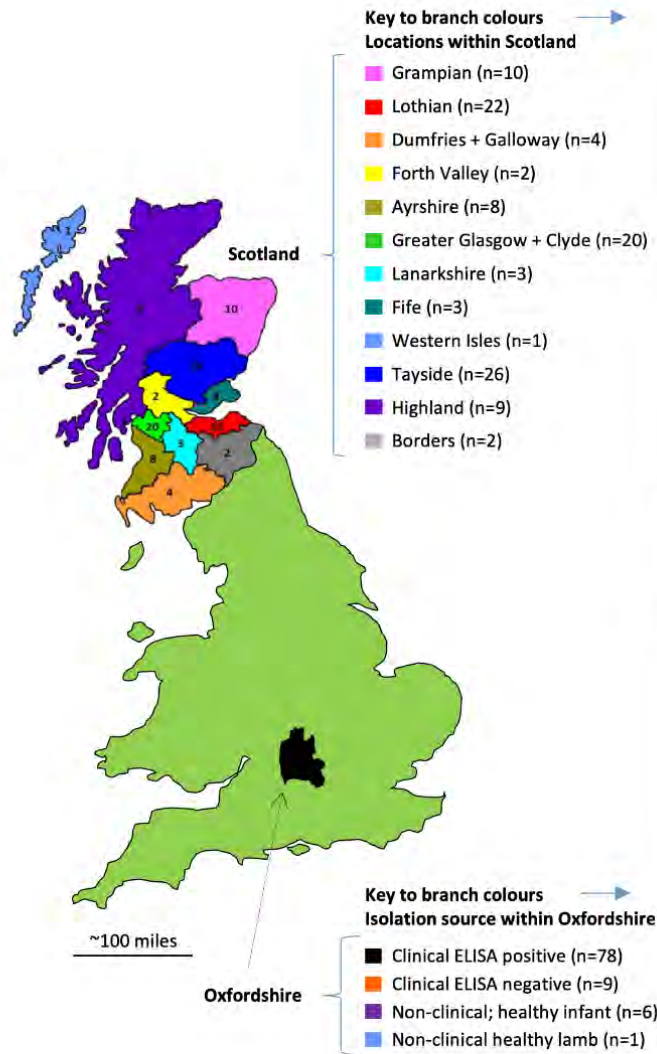 Key to branch colours
Locations within Scotland
Grampian (n=10)
Lothian (n=22)
Dumfries + Galloway (n=4)
Forth Valley (n=2)
Ayrshire (n=8)
Greater Glasgow + Clyde (n=20)
Lanarkshire (n=3)
Fife (n=3)
Western Isles (n=1)
Tayside (n=26)
Highland (n=9)
Borders (n=2)
Scotland
1
10
2
20
3
8
2
4
~100 miles
Oxfordshire
Key to branch colours
Isolation source within Oxfordshire
Clinical ELISA positive (n=78)
Clinical ELISA negative (n=9)
Non-clinical; healthy infant (n=6)
Non-clinical healthy lamb (n=1)